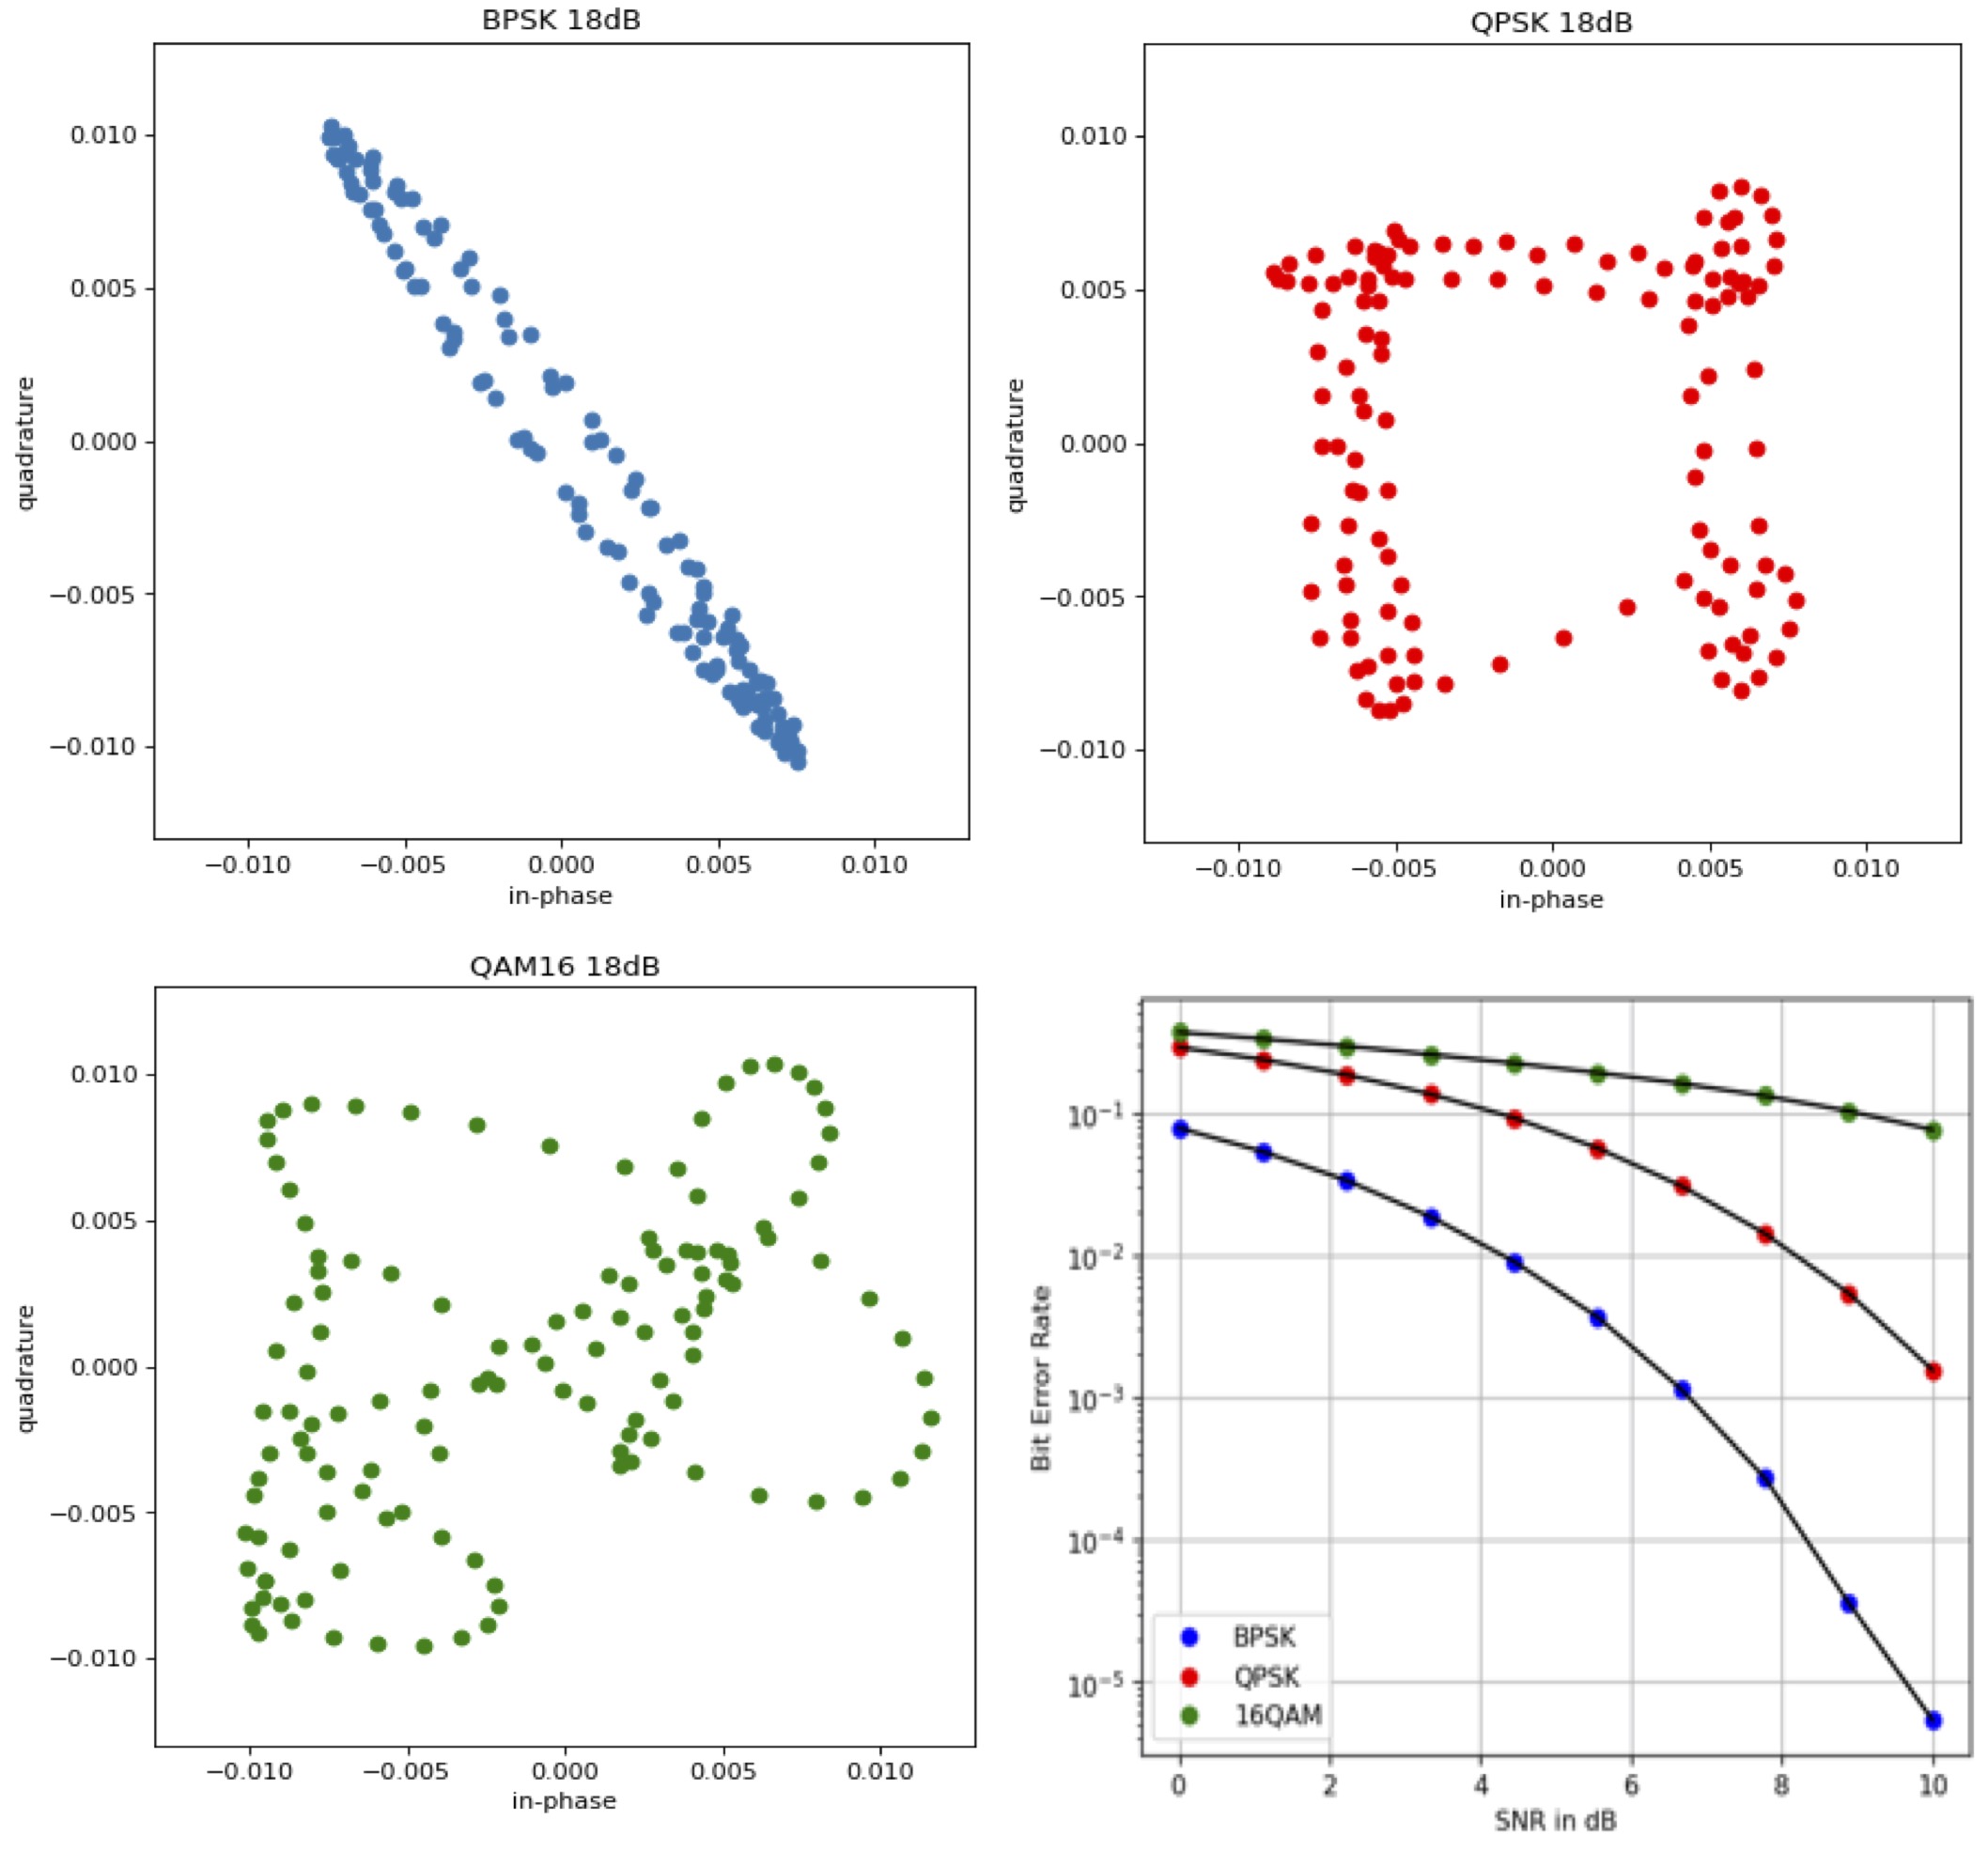 BPSK 18dB
0.010
0.005
0.000
−0.005
−0.010
quadrature
−0.010 −0.005 0.000 0.005 0.010
in-phase
QPSK 18dB
0.010
0.005
0.000
−0.005
−0.010
quadrature
−0.010 −0.005 0.000 0.005 0.010
in-phase
QAM16 18dB
0.010
0.005
0.000
−0.005
−0.010
quadrature
−0.010 −0.005 0.000 0.005 0.010
in-phase
10⁻¹
10⁻²
10⁻³
10⁻⁴
10⁻⁵
Bit Error Rate
BPSK
QPSK
16QAM
0 2 4 6 8 10
SNR in dB